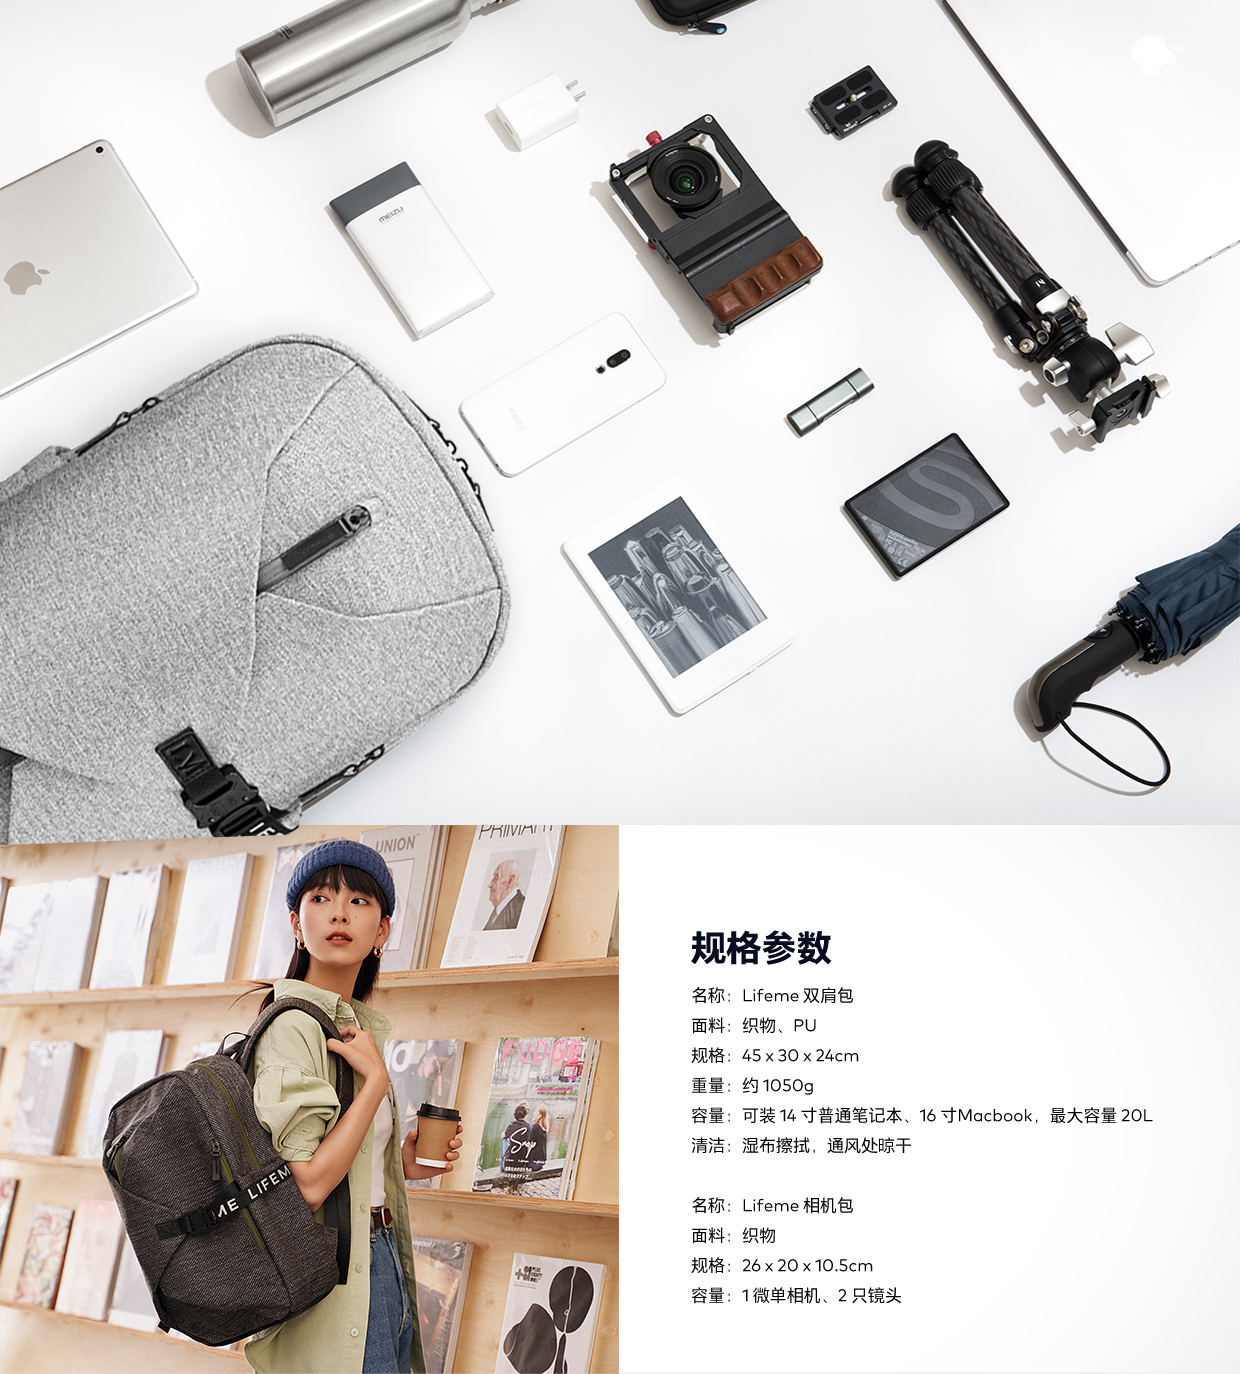 MEIZU
MEIZU
UNION
PRIMARY
FUDGE
Snap
ME LIFEM
规格参数
名称：Lifeme 双肩包
面料：织物、PU
规格：45 x 30 x 24cm
重量：约 1050g
容量：可装 14 寸普通笔记本、16 寸Macbook，最大容量 20L
清洁：湿布擦拭，通风处晾干
名称：Lifeme 相机包
面料：织物
规格：26 x 20 x 10.5cm
容量：1 微单相机、2 只镜头